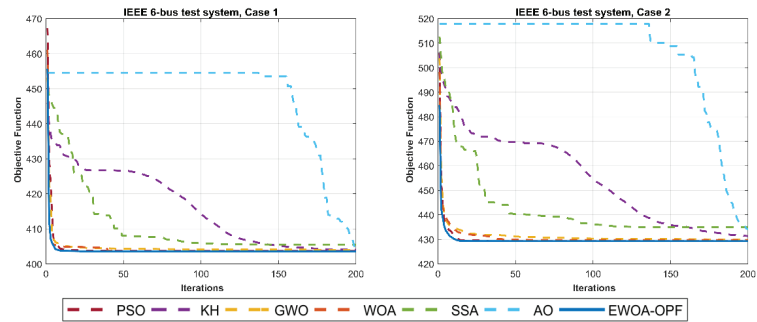 IEEE 6-bus test system, Case 1
470
460
450
440
430
420
410
400
Objective Function
0 50 100 150 200
Iterations
IEEE 6-bus test system, Case 2
520
510
500
490
480
470
460
450
440
430
420
Objective Function
0 50 100 150 200
Iterations
PSO KH GWO WOA SSA AO EWOA-OPF